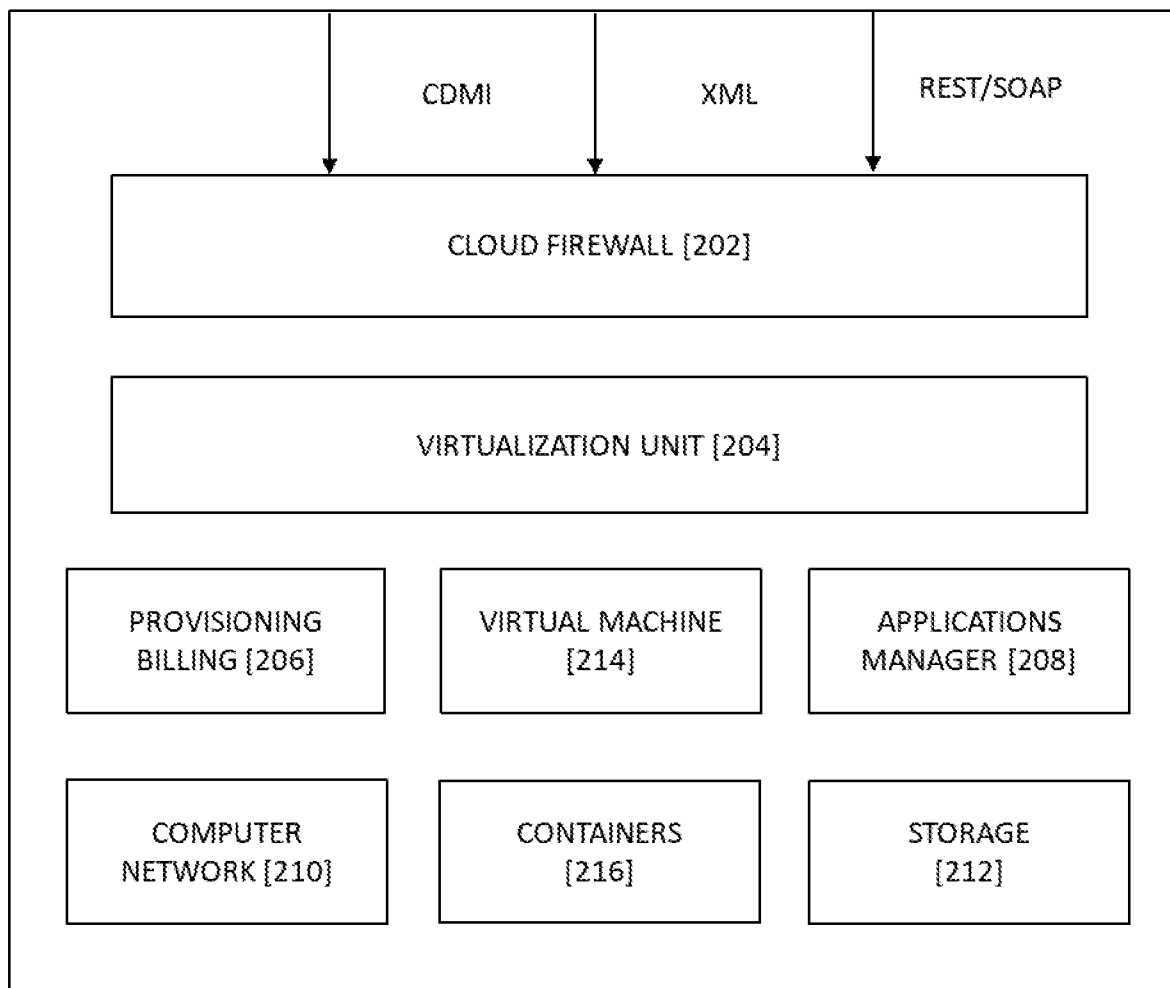 CDMI
XML
REST/SOAP
CLOUD FIREWALL [202]
VIRTUALIZATION UNIT [204]
PROVISIONING
BILLING [206]
VIRTUAL MACHINE
[214]
APPLICATIONS
MANAGER [208]
COMPUTER
NETWORK [210]
CONTAINERS
[216]
STORAGE
[212]